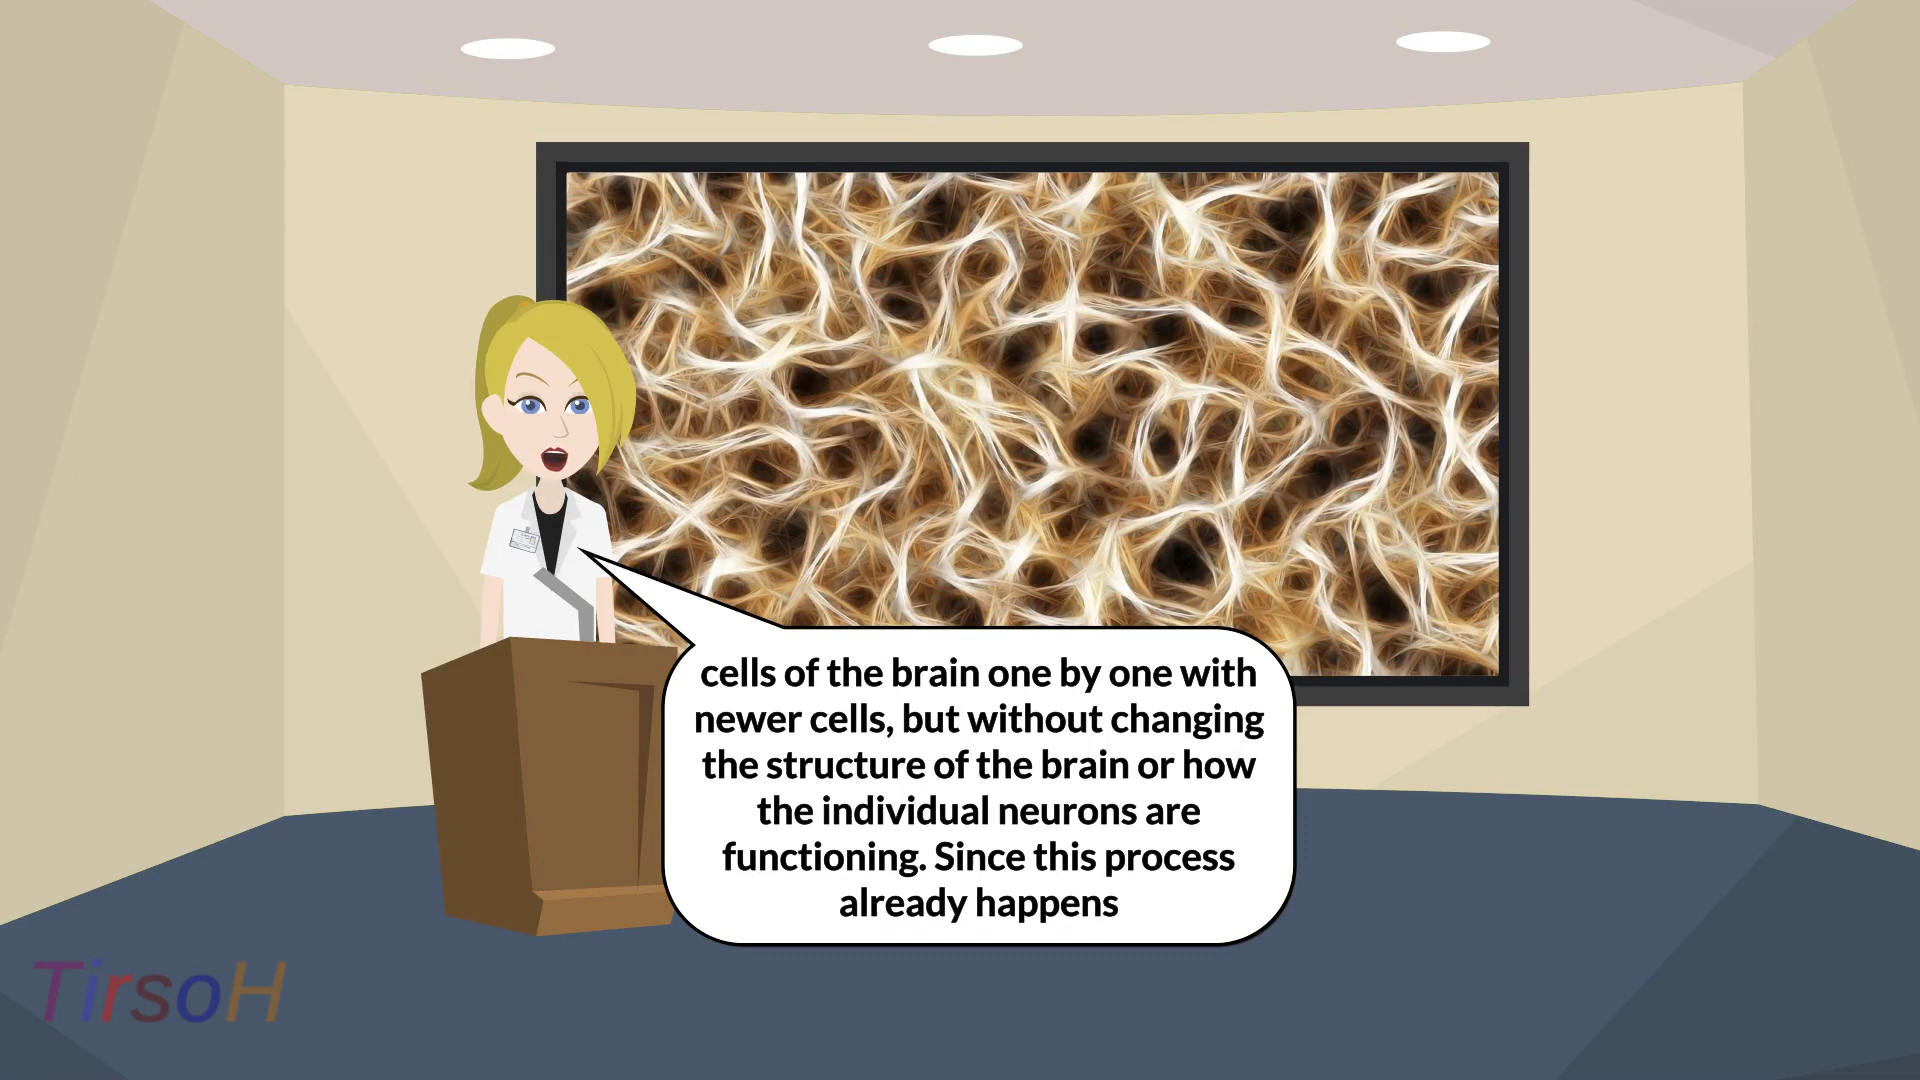 cells of the brain one by one with
newer cells, but without changing
the structure of the brain or how
the individual neurons are
functioning. Since this process
already happens
TirsoH